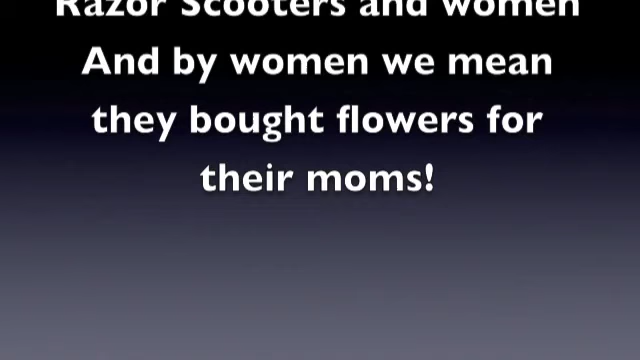 Razor Scooters and women
And by women we mean
they bought flowers for
their moms!